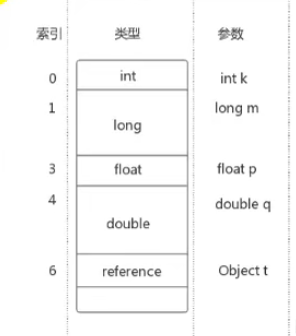 索引 类型 参数
0 int int k
1 long long m
3 float float p
4 double double q
6 reference Object t